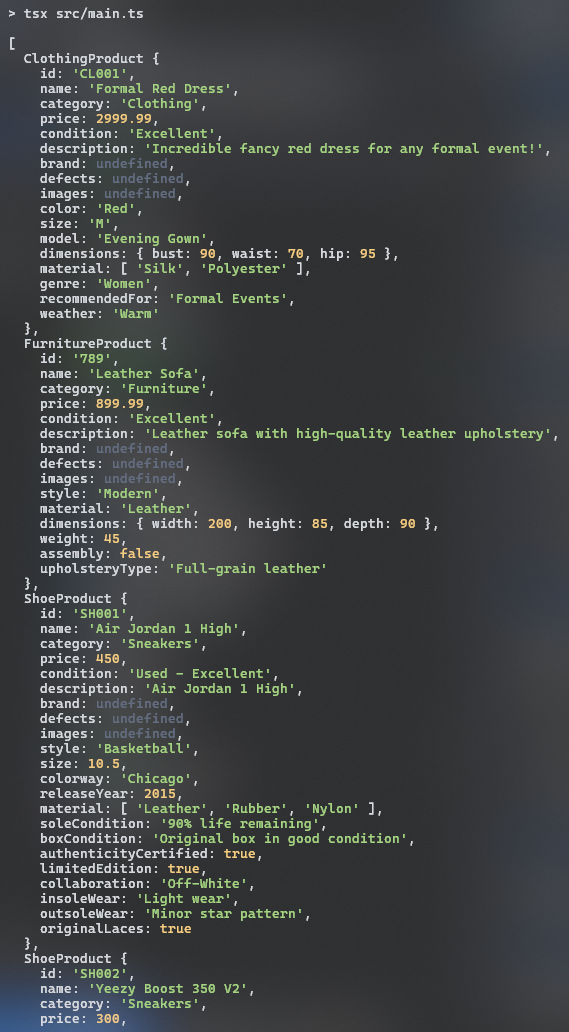 > tsx src/main.ts
[
  ClothingProduct {
    id: 'CL001',
    name: 'Formal Red Dress',
    category: 'Clothing',
    price: 2999.99,
    condition: 'Excellent',
    description: 'Incredible fancy red dress for any formal event!',
    brand: undefined,
    defects: undefined,
    images: undefined,
    color: 'Red',
    size: 'M',
    model: 'Evening Gown',
    dimensions: { bust: 90, waist: 70, hip: 95 },
    material: [ 'Silk', 'Polyester' ],
    genre: 'Women',
    recommendedFor: 'Formal Events',
    weather: 'Warm'
  },
  FurnitureProduct {
    id: '789',
    name: 'Leather Sofa',
    category: 'Furniture',
    price: 899.99,
    condition: 'Excellent',
    description: 'Leather sofa with high-quality leather upholstery',
    brand: undefined,
    defects: undefined,
    images: undefined,
    style: 'Modern',
    material: 'Leather',
    dimensions: { width: 200, height: 85, depth: 90 },
    weight: 45,
    assembly: false,
    upholsteryType: 'Full-grain leather'
  },
  ShoeProduct {
    id: 'SH001',
    name: 'Air Jordan 1 High',
    category: 'Sneakers',
    price: 450,
    condition: 'Used - Excellent',
    description: 'Air Jordan 1 High',
    brand: undefined,
    defects: undefined,
    images: undefined,
    style: 'Basketball',
    size: 10.5,
    colorway: 'Chicago',
    releaseYear: 2015,
    material: [ 'Leather', 'Rubber', 'Nylon' ],
    soleCondition: '90% life remaining',
    boxCondition: 'Original box in good condition',
    authenticityCertified: true,
    limitedEdition: true,
    collaboration: 'Off-White',
    insoleWear: 'Light wear',
    outsoleWear: 'Minor star pattern',
    originalLaces: true
  },
  ShoeProduct {
    id: 'SH002',
    name: 'Yeezy Boost 350 V2',
    category: 'Sneakers',
    price: 300,